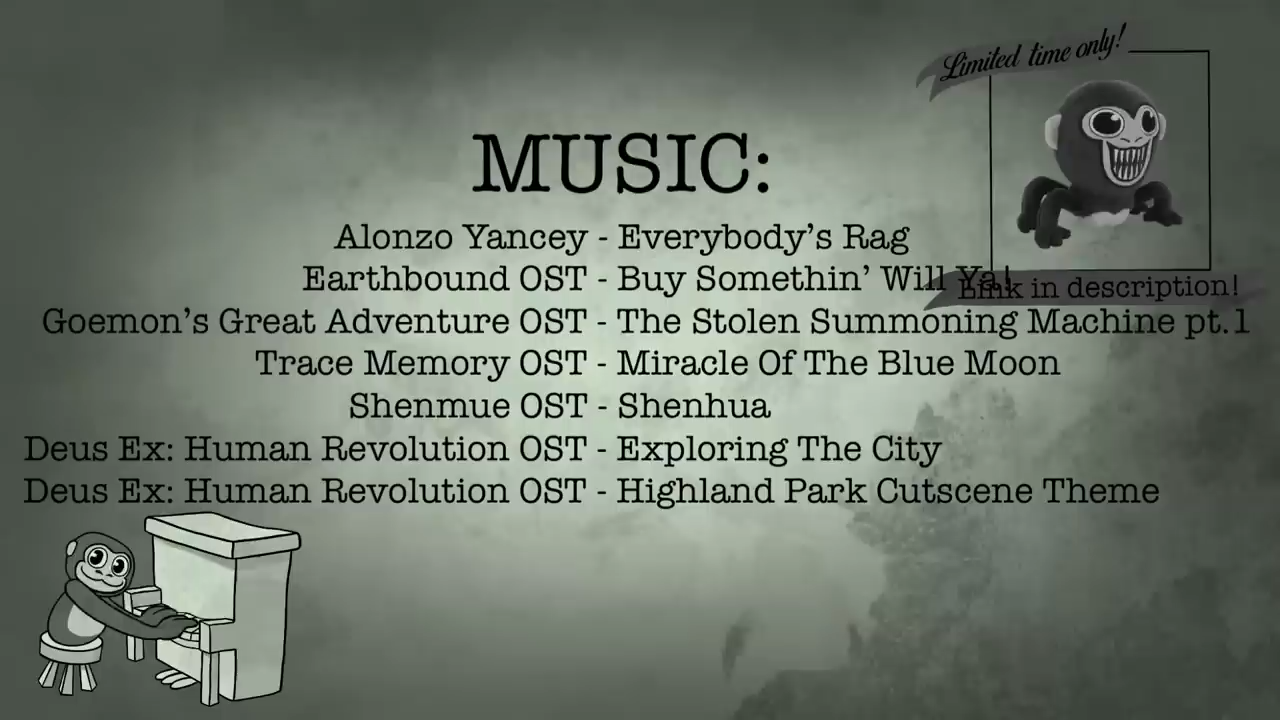 Limited time only!
MUSIC:
Alonzo Yancey - Everybody's Rag
Earthbound OST - Buy Somethin' Will Ya!
Link in description!
Goemon's Great Adventure OST - The Stolen Summoning Machine pt.1
Trace Memory OST - Miracle Of The Blue Moon
Shenmue OST - Shenhua
Deus Ex: Human Revolution OST - Exploring The City
Deus Ex: Human Revolution OST - Highland Park Cutscene Theme